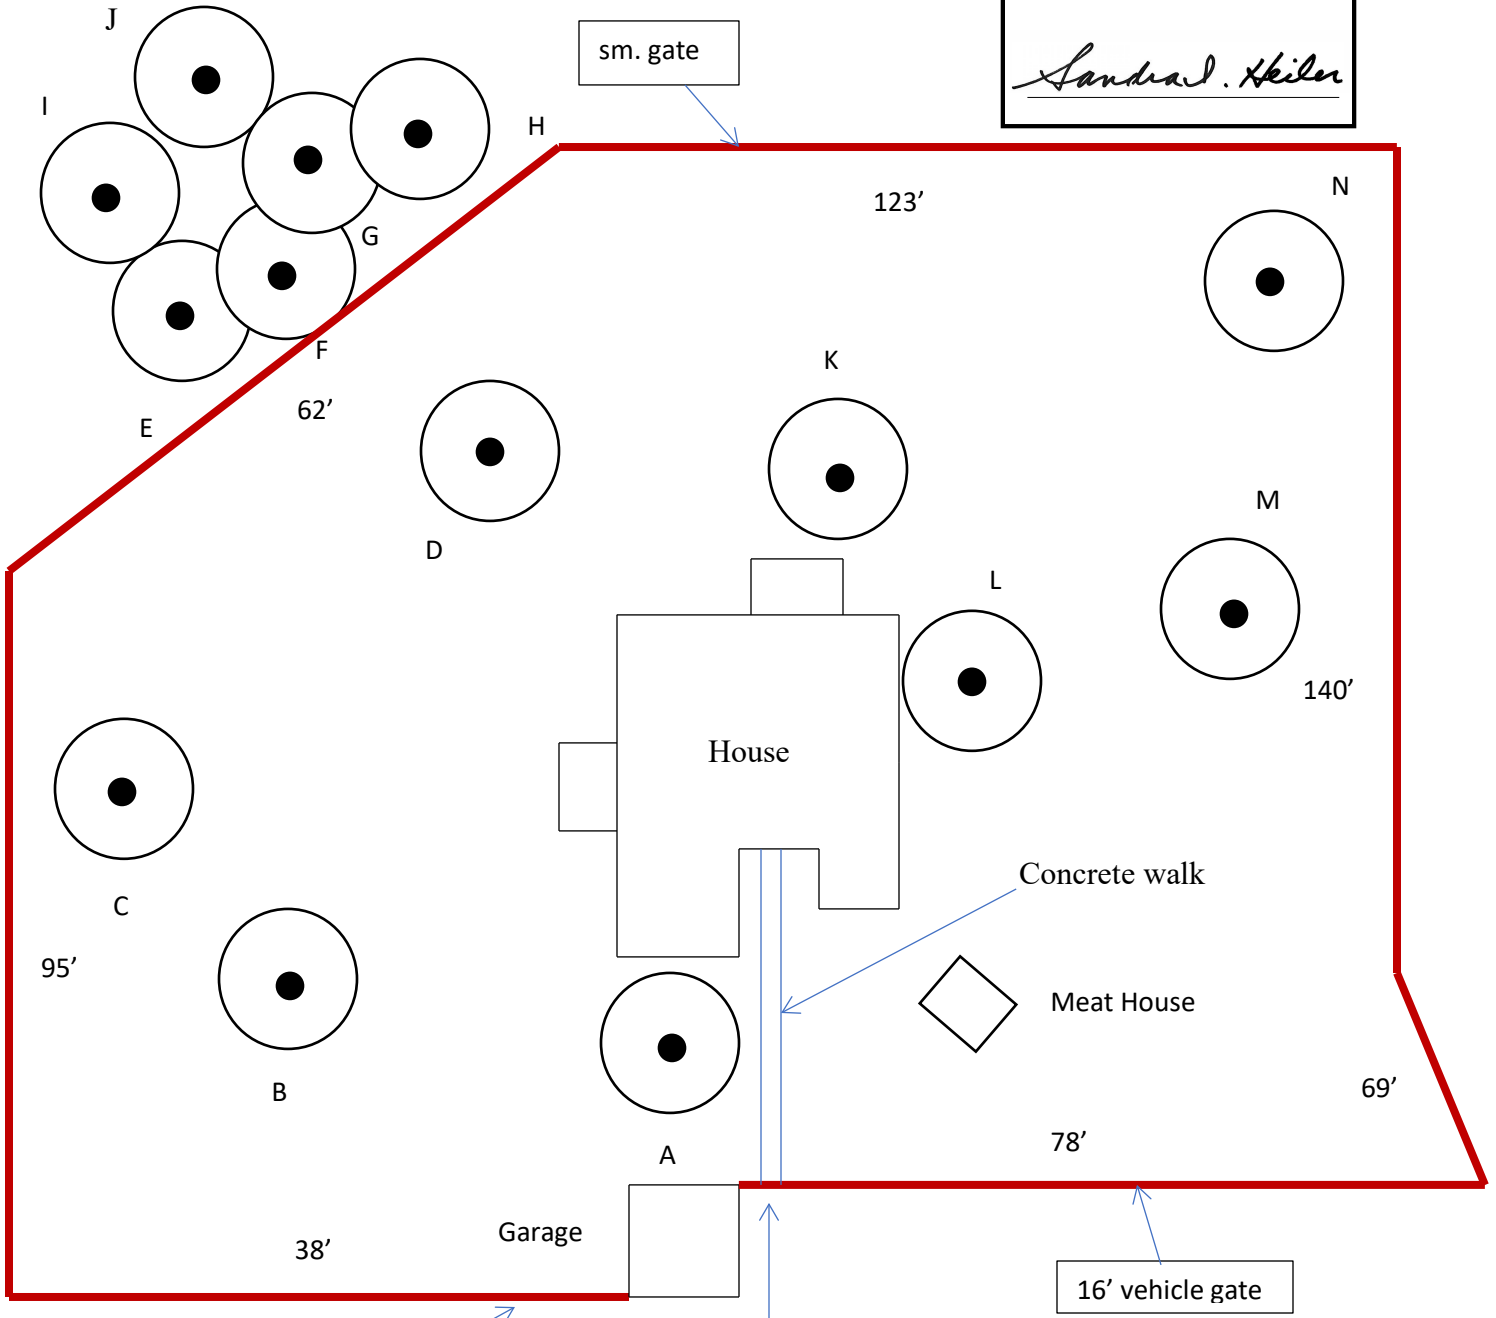 J
sm. gate
Sandra J. Heiler
I
H
N
123’
G
F
K
62’
E
M
D
L
140’
House
Concrete walk
C
95’
Meat House
B
69’
78’
A
Garage
38’
16’ vehicle gate